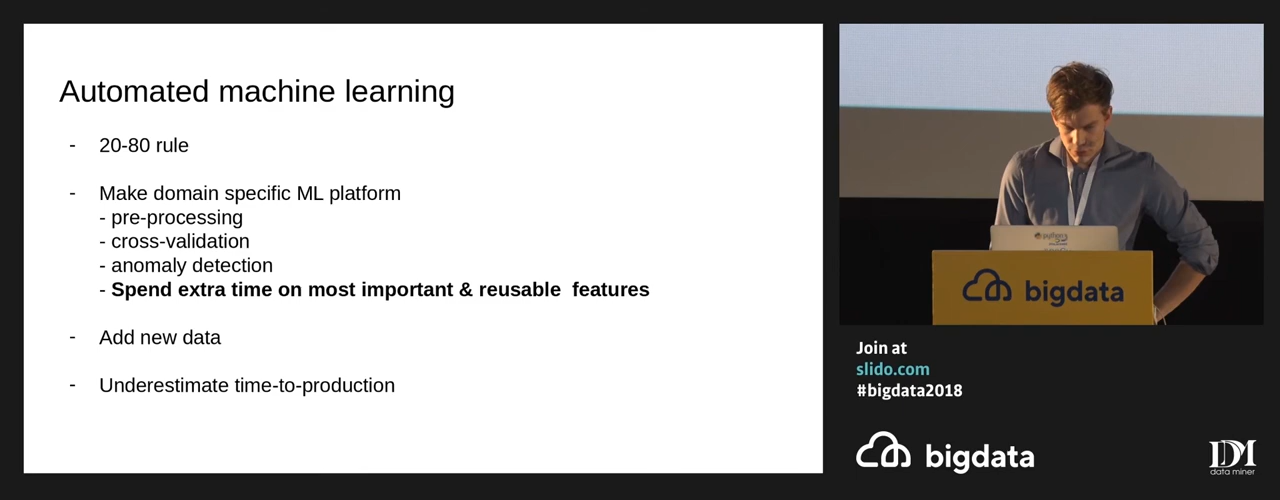 Automated machine learning
- 20-80 rule
- Make domain specific ML platform
- pre-processing
- cross-validation
- anomaly detection
- Spend extra time on most important & reusable features
- Add new data
- Underestimate time-to-production
python
bigdata
Join at
slido.com
#bigdata2018
bigdata
DM
data miner